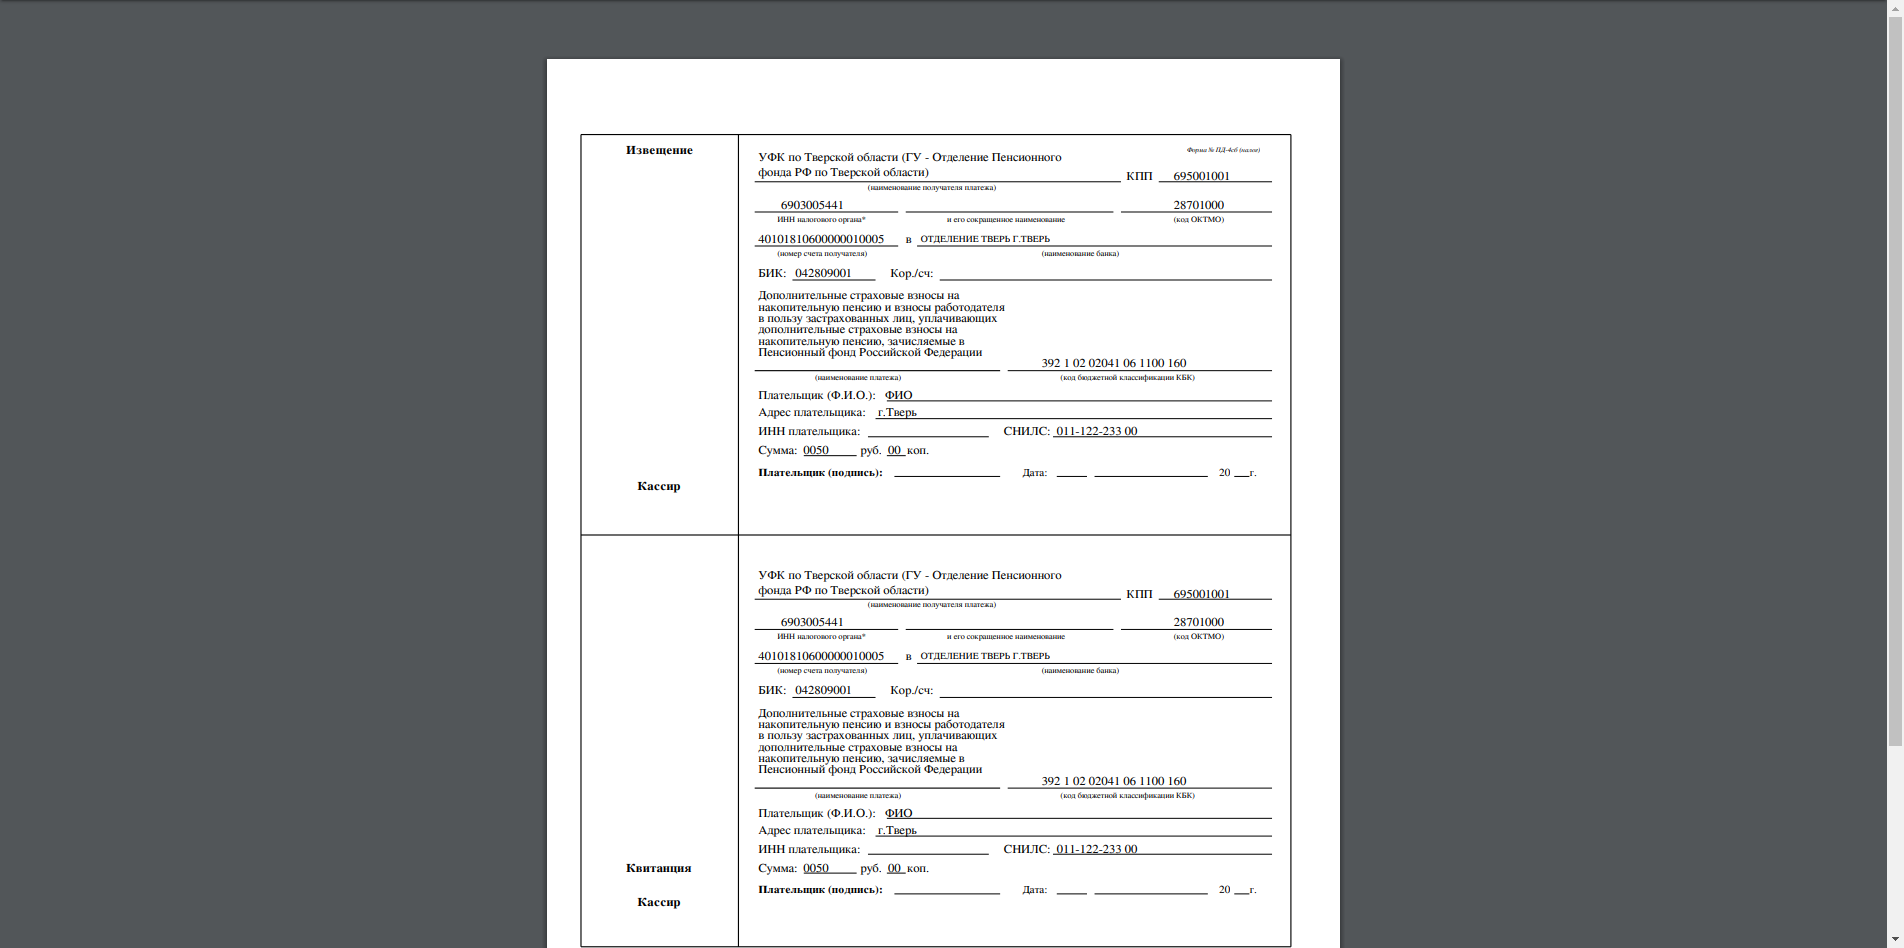 Извещение
Форма № ПД-4сб (налог)
УФК по Тверской области (ГУ - Отделение Пенсионного
фонда РФ по Тверской области)
КПП 695001001
(наименование получателя платежа)
6903005441 28701000
ИНН налогового органа* и его сокращенное наименование (код ОКТМО)
40101810600000010005 в ОТДЕЛЕНИЕ ТВЕРЬ Г.ТВЕРЬ
(номер счета получателя) (наименование банка)
БИК: 042809001 Кор./сч:
Дополнительные страховые взносы на
накопительную пенсию и взносы работодателя
в пользу застрахованных лиц, уплачивающих
дополнительные страховые взносы на
накопительную пенсию, зачисляемые в
Пенсионный фонд Российской Федерации
392 1 02 02041 06 1100 160
(наименование платежа) (код бюджетной классификации КБК)
Плательщик (Ф.И.О.): ФИО
Адрес плательщика: г.Тверь
ИНН плательщика: СНИЛС: 011-122-233 00
Сумма: 0050 руб. 00 коп.
Плательщик (подпись): Дата: 20 г.
Кассир
УФК по Тверской области (ГУ - Отделение Пенсионного
фонда РФ по Тверской области)
КПП 695001001
(наименование получателя платежа)
6903005441 28701000
ИНН налогового органа* и его сокращенное наименование (код ОКТМО)
40101810600000010005 в ОТДЕЛЕНИЕ ТВЕРЬ Г.ТВЕРЬ
(номер счета получателя) (наименование банка)
БИК: 042809001 Кор./сч:
Дополнительные страховые взносы на
накопительную пенсию и взносы работодателя
в пользу застрахованных лиц, уплачивающих
дополнительные страховые взносы на
накопительную пенсию, зачисляемые в
Пенсионный фонд Российской Федерации
392 1 02 02041 06 1100 160
(наименование платежа) (код бюджетной классификации КБК)
Плательщик (Ф.И.О.): ФИО
Адрес плательщика: г.Тверь
ИНН плательщика: СНИЛС: 011-122-233 00
Квитанция
Сумма: 0050 руб. 00 коп.
Плательщик (подпись): Дата: 20 г.
Кассир